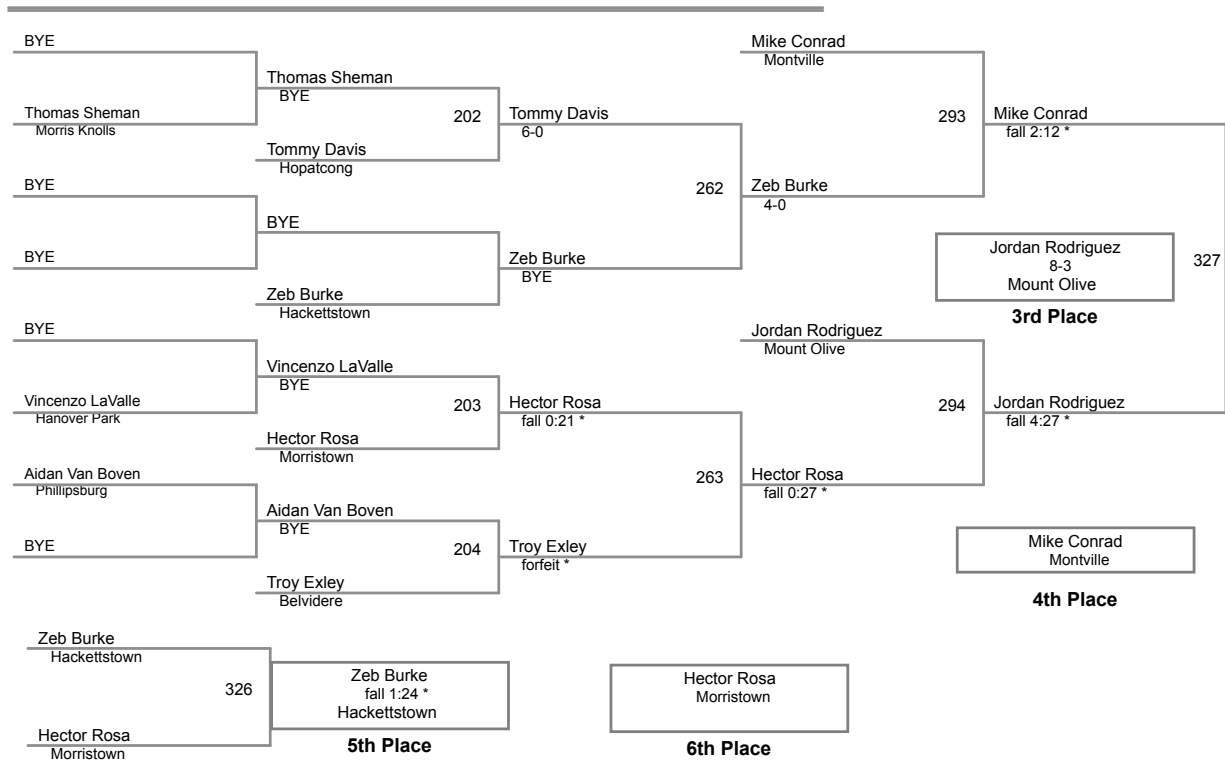 BYE
Thomas Sheman
Morris Knolls
BYE
BYE
BYE
Vincenzo LaValle
Hanover Park
Aidan Van Boven
Phillipsburg
BYE
Thomas Sheman
BYE
202
Tommy Davis
Hopatcong
BYE
Zeb Burke
Hackettstown
Vincenzo LaValle
BYE
203
Hector Rosa
Morristown
Aidan Van Boven
BYE
204
Troy Exley
Belvidere
Tommy Davis
6-0
262
Zeb Burke
BYE
Hector Rosa
fall 0:21 *
263
Troy Exley
forfeit *
Mike Conrad
Montville
293
Zeb Burke
4-0
Jordan Rodriguez
Mount Olive
294
Hector Rosa
fall 0:27 *
Mike Conrad
fall 2:12 *
327
Jordan Rodriguez
fall 4:27 *
Jordan Rodriguez
8-3
Mount Olive
3rd Place
Mike Conrad
Montville
4th Place
Zeb Burke
Hackettstown
326
Hector Rosa
Morristown
Zeb Burke
fall 1:24 *
Hackettstown
5th Place
Hector Rosa
Morristown
6th Place